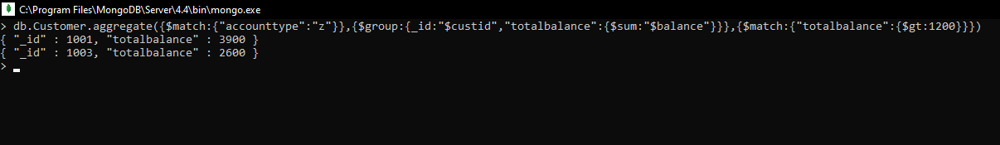 C:\Program Files\MongoDB\Server\4.4\bin\mongo.exe
> db.Customer.aggregate({$match:{"accounttype":"z"}},{$group:{_id:"$custid","totalbalance":{$sum:"$balance"}}},{$match:{"totalbalance":{$gt:1200}}})
{ "_id" : 1001, "totalbalance" : 3900 }
{ "_id" : 1003, "totalbalance" : 2600 }
>